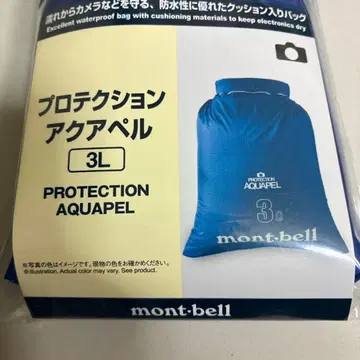 濡れからカメラなどを守る、防水性に優れたクッション入りバッグ
Excellent waterproof bag with cushioning materials to keep electronics dry
プロテクション
アクアペル
3L
PROTECTION
AQUAPEL
※写真の色はイメージです。現物の色をお確かめください。
※Illustration. Actual color may vary. See product.
PROTECTION
AQUAPEL
3ℓ
mont-bell
mont-bell